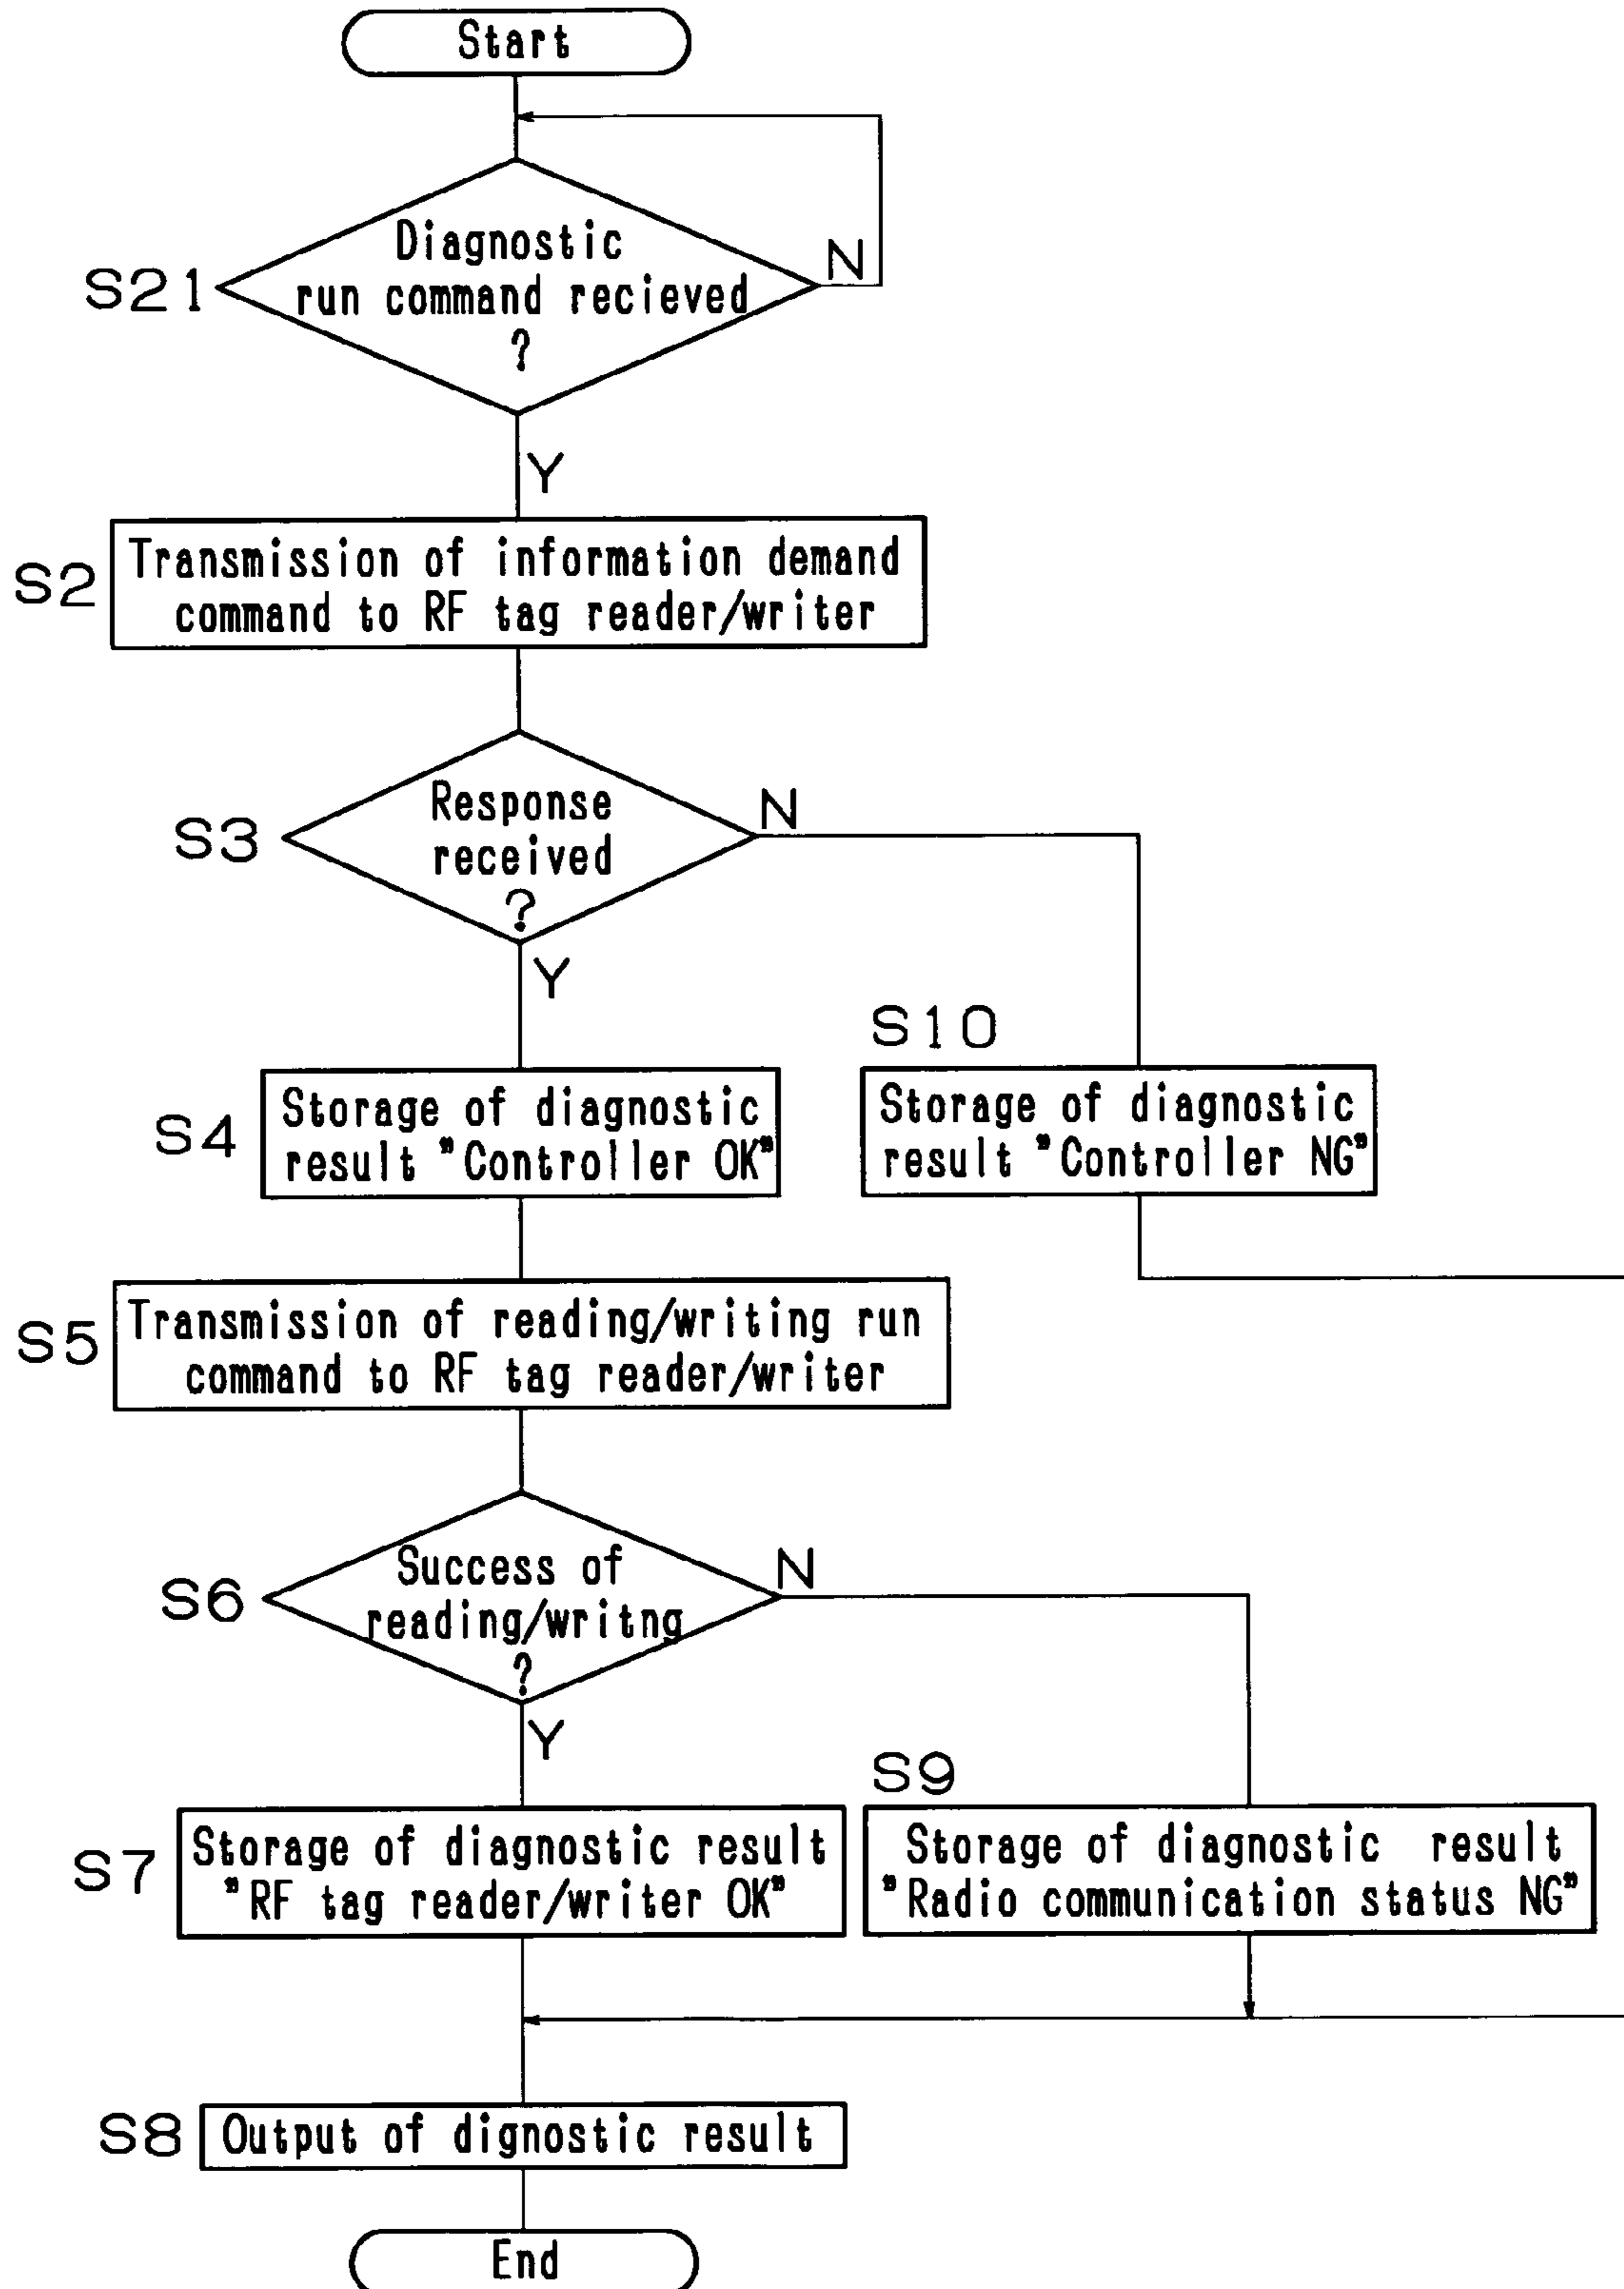 Start
Diagnostic
run command recieved
?
N
S21
Y
Transmission of information demand
command to RF tag reader/writer
S2
Response
received
?
N
S3
Y
S10
Storage of diagnostic
result "Controller OK"
S4
Storage of diagnostic
result "Controller NG"
Transmission of reading/writing run
command to RF tag reader/writer
S5
Success of
reading/writng
?
N
S6
Y
S9
Storage of diagnostic result
"RF tag reader/writer OK"
S7
Storage of diagnostic result
"Radio communication status NG"
S8
Output of dignostic result
End